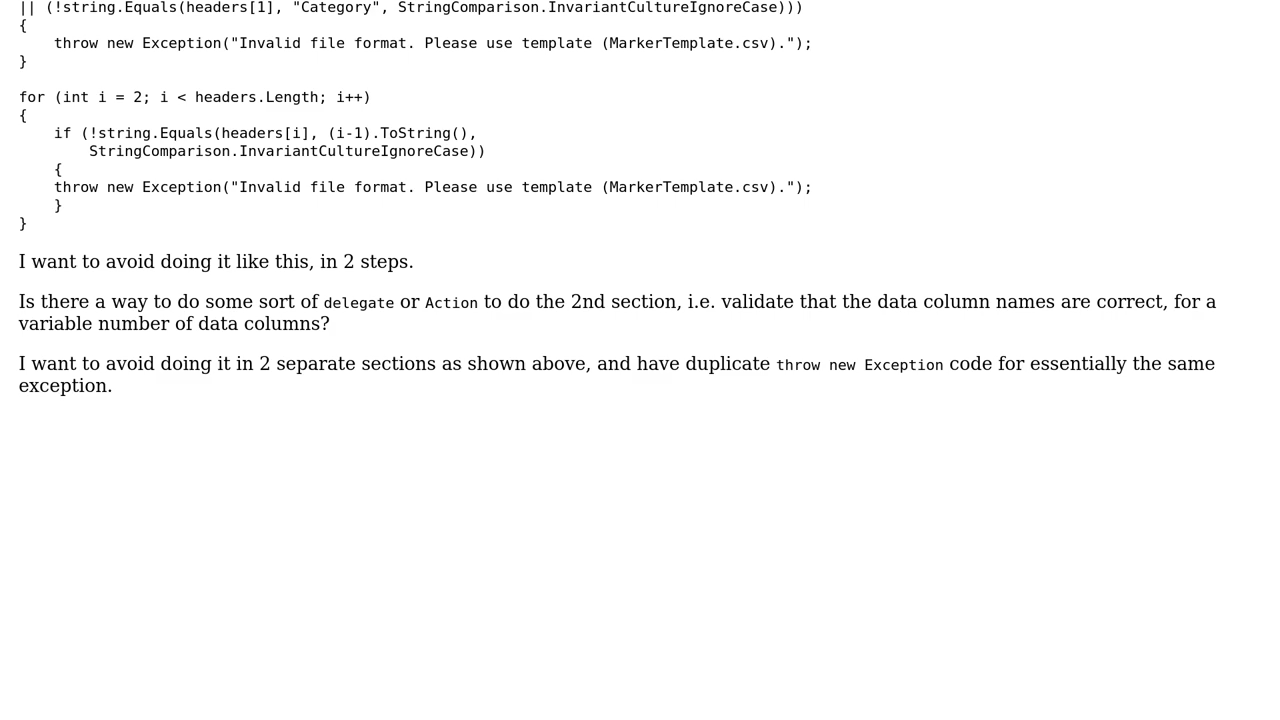 || (!string.Equals(headers[1], "Category", StringComparison.InvariantCultureIgnoreCase)))
{
    throw new Exception("Invalid file format. Please use template (MarkerTemplate.csv).");
}

for (int i = 2; i < headers.Length; i++)
{
    if (!string.Equals(headers[i], (i-1).ToString(),
        StringComparison.InvariantCultureIgnoreCase))
    {
    throw new Exception("Invalid file format. Please use template (MarkerTemplate.csv).");
    }
}
I want to avoid doing it like this, in 2 steps.
Is there a way to do some sort of delegate or Action to do the 2nd section, i.e. validate that the data column names are correct, for a
variable number of data columns?
I want to avoid doing it in 2 separate sections as shown above, and have duplicate throw new Exception code for essentially the same
exception.